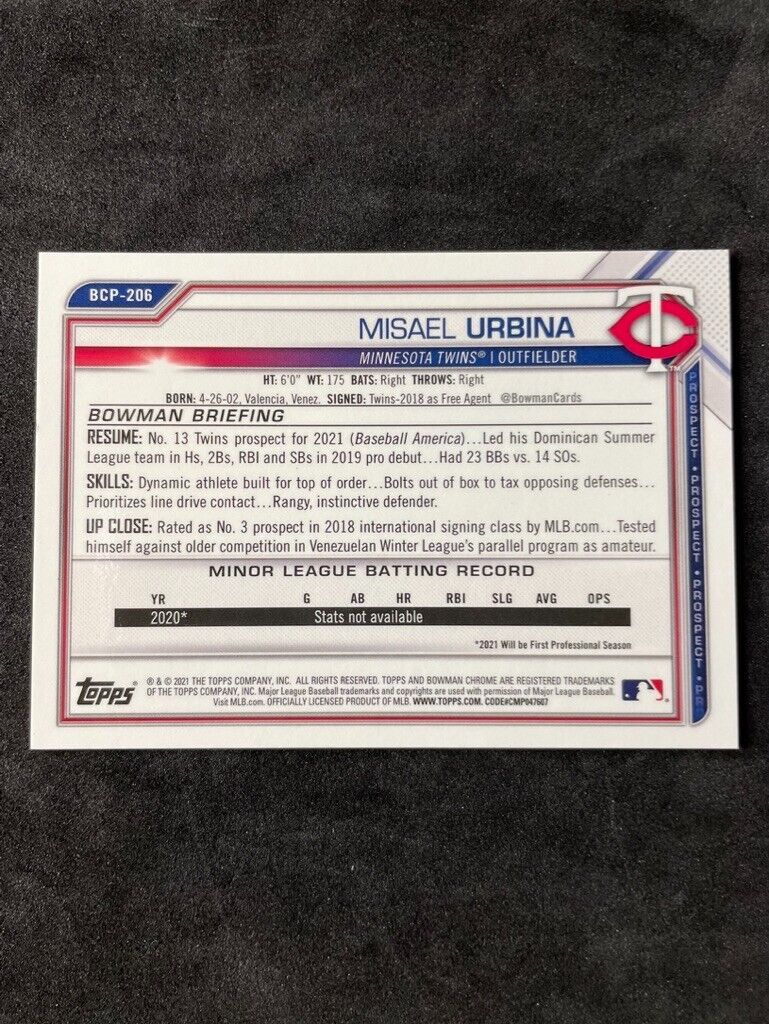 BCP-206
MISAEL URBINA
MINNESOTA TWINS® | OUTFIELDER
TC
TM
HT: 6'0" WT: 175 BATS: Right THROWS: Right
BORN: 4-26-02, Valencia, Venez. SIGNED: Twins-2018 as Free Agent @BowmanCards
BOWMAN BRIEFING
RESUME: No. 13 Twins prospect for 2021 (Baseball America)...Led his Dominican Summer
League team in Hs, 2Bs, RBI and SBs in 2019 pro debut...Had 23 BBs vs. 14 SOs.
SKILLS: Dynamic athlete built for top of order...Bolts out of box to tax opposing defenses...
Prioritizes line drive contact...Rangy, instinctive defender.
UP CLOSE: Rated as No. 3 prospect in 2018 international signing class by MLB.com...Tested
himself against older competition in Venezuelan Winter League's parallel program as amateur.
MINOR LEAGUE BATTING RECORD
YR G AB HR RBI SLG AVG OPS
2020* Stats not available
*2021 Will be First Professional Season
PROSPECT • PROSPECT • PROSPECT • PR
Topps®
® & © 2021 THE TOPPS COMPANY, INC. ALL RIGHTS RESERVED. TOPPS AND BOWMAN CHROME ARE REGISTERED TRADEMARKS
OF THE TOPPS COMPANY, INC. Major League Baseball trademarks and copyrights are used with permission of Major League Baseball.
Visit MLB.com. OFFICIALLY LICENSED PRODUCT OF MLB. WWW.TOPPS.COM. CODE#CMP047607